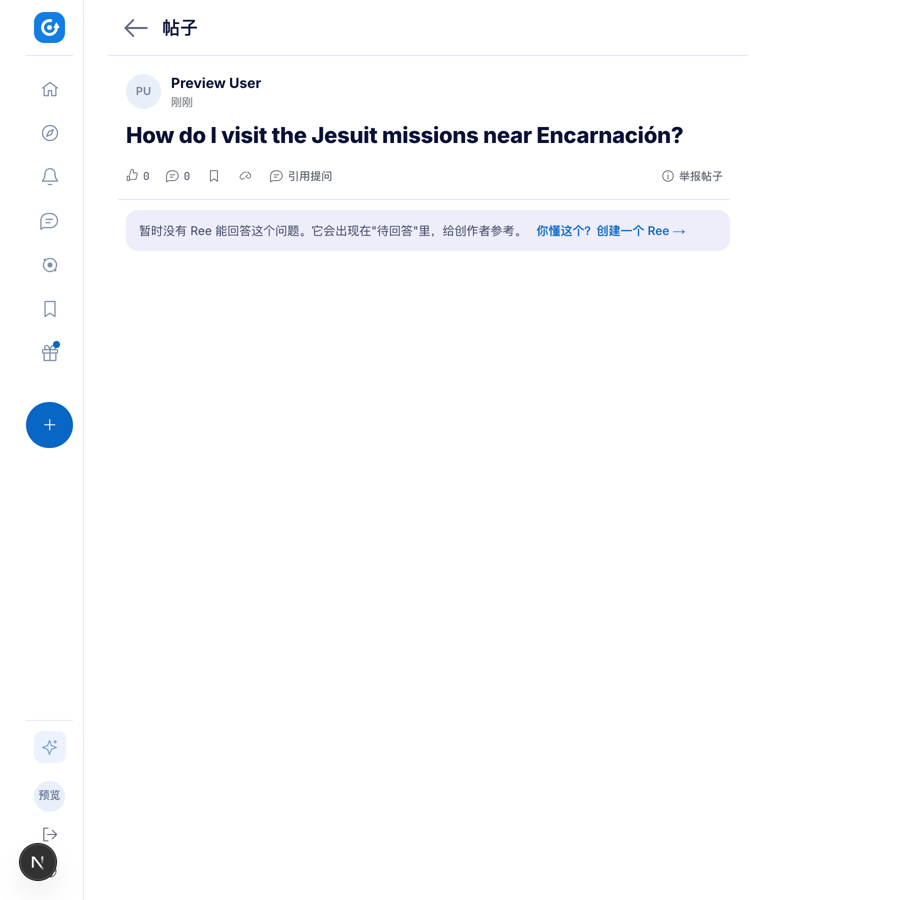 帖子
PU
Preview User
刚刚
How do I visit the Jesuit missions near Encarnación?
0
0
引用提问
举报帖子
暂时没有 Ree 能回答这个问题。它会出现在"待回答"里，给创作者参考。 你懂这个？创建一个 Ree →
预览
N